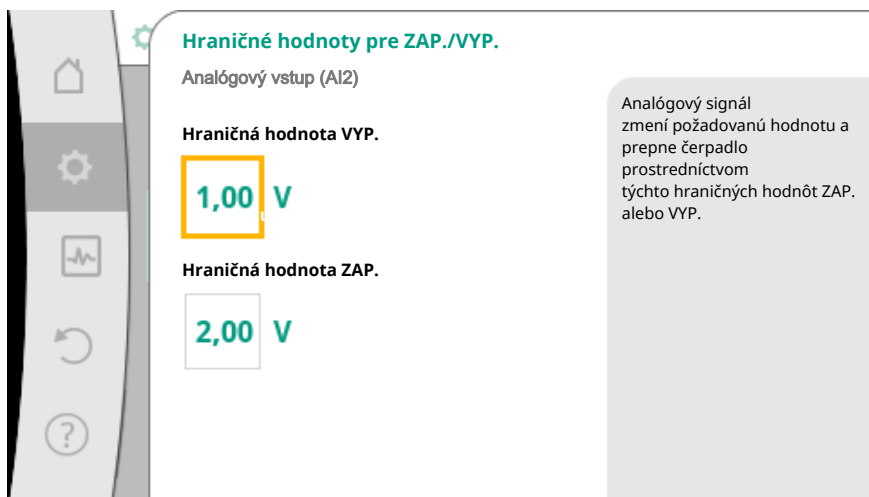 Hraničné hodnoty pre ZAP./VYP.
Analógový vstup (AI2)
Hraničná hodnota VYP.
1,00 V
Hraničná hodnota ZAP.
2,00 V
Analógový signál
zmení požadovanú hodnotu a
prepne čerpadlo
prostredníctvom
týchto hraničných hodnôt ZAP.
alebo VYP.
?